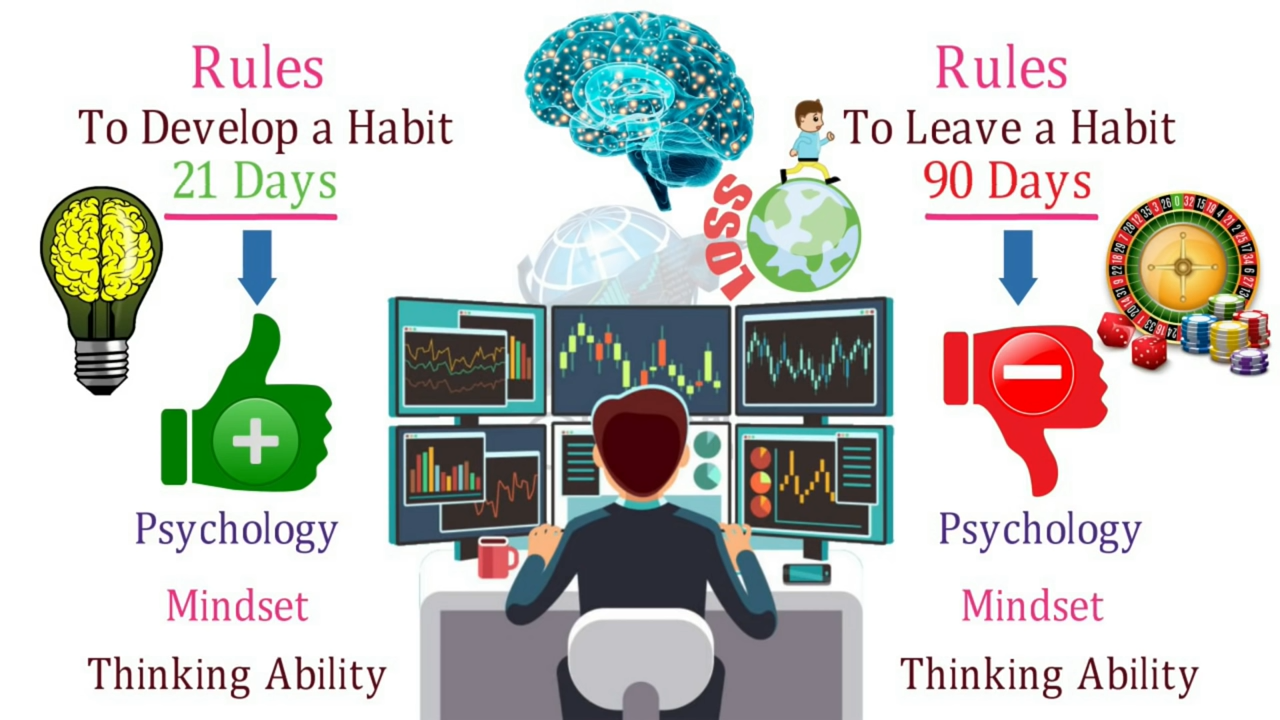 Rules
To Develop a Habit
21 Days
Psychology
Mindset
Thinking Ability
LOSS
Rules
To Leave a Habit
90 Days
Psychology
Mindset
Thinking Ability